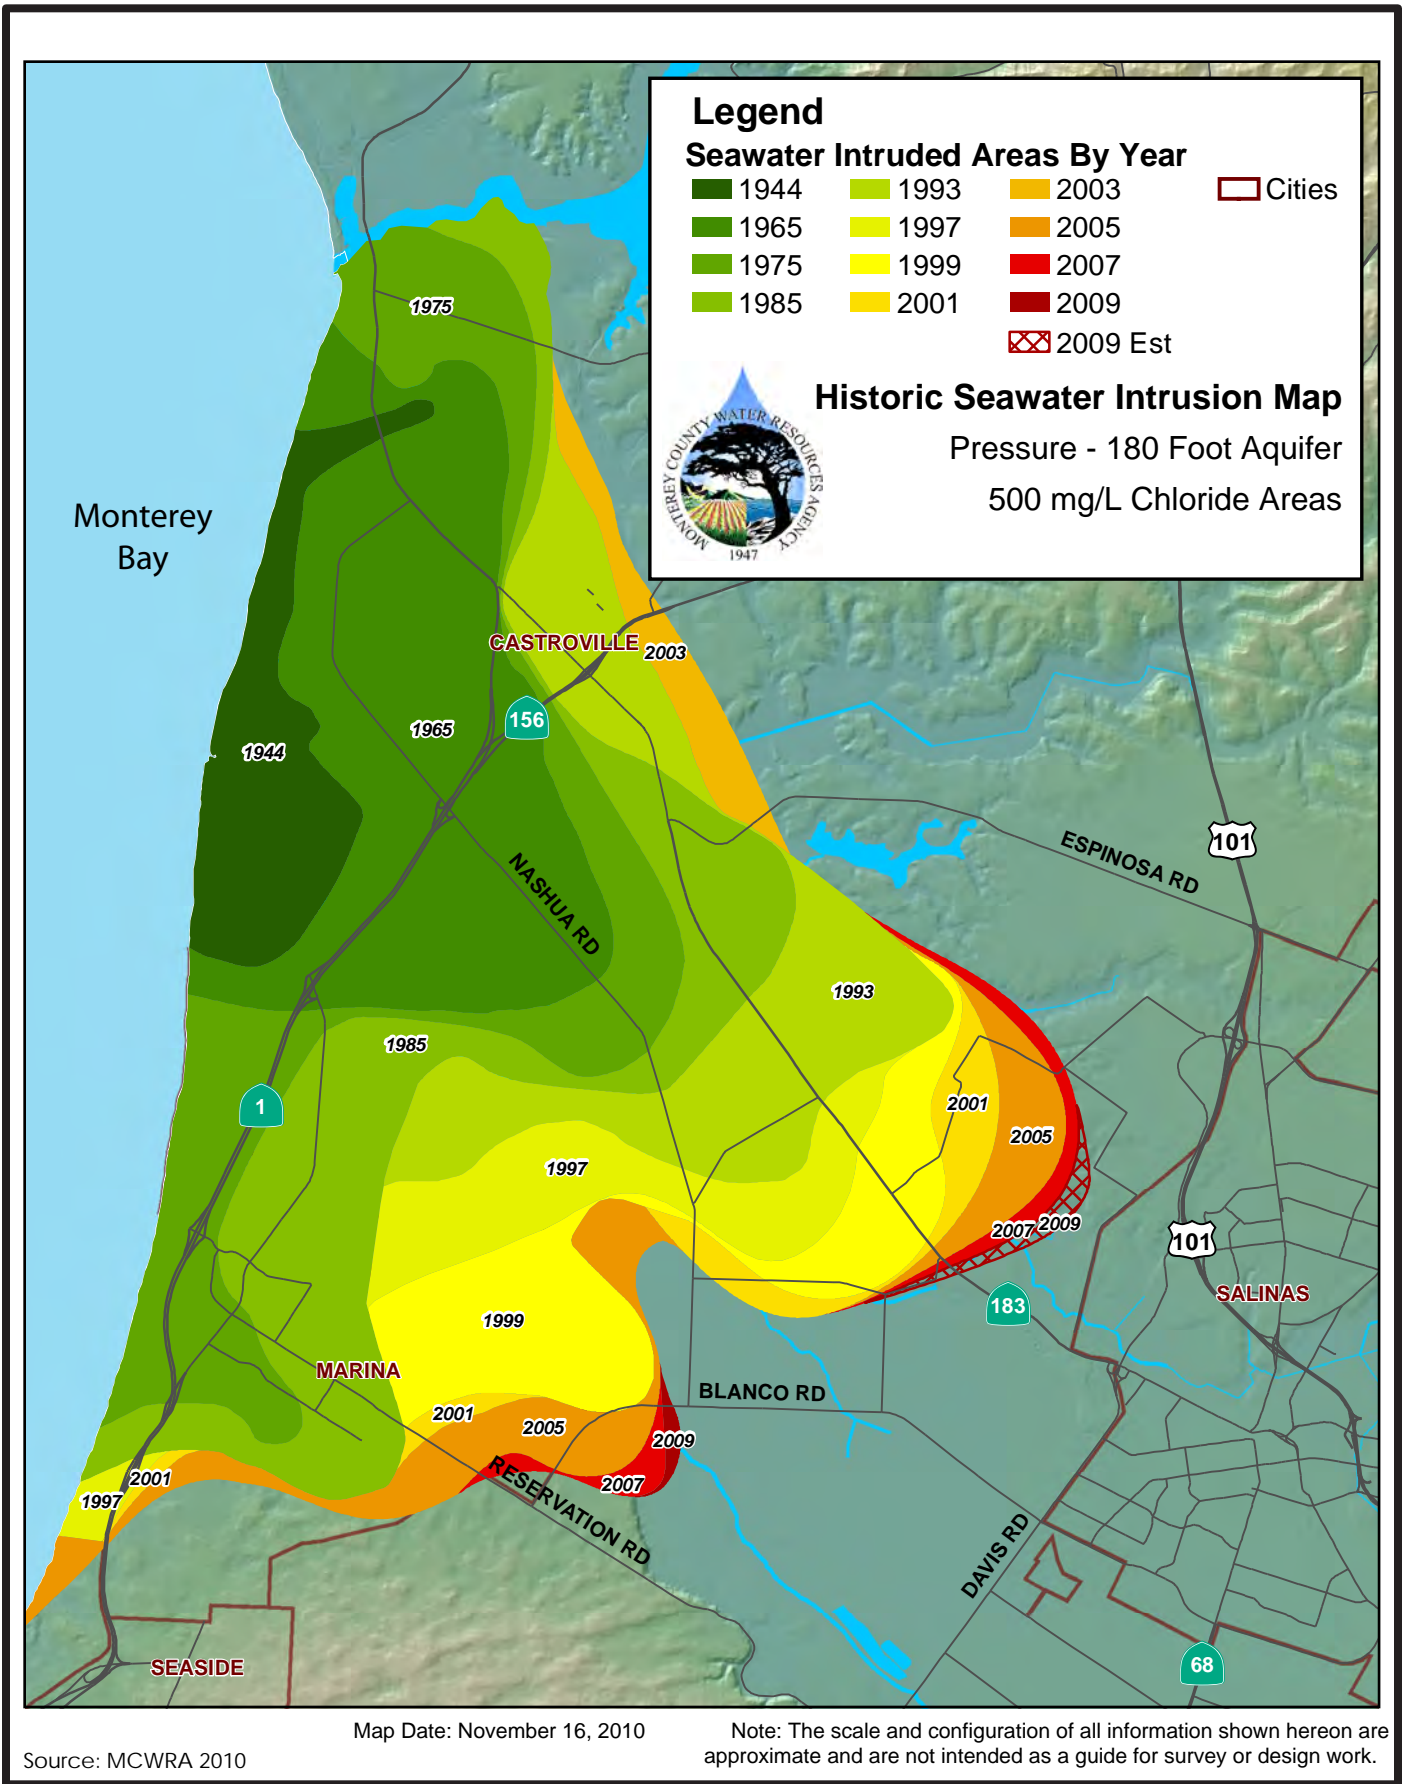 Legend
Seawater Intruded Areas By Year
1944 1993 2003 Cities
1965 1997 2005
1975 1999 2007
1985 2001 2009
2009 Est
Historic Seawater Intrusion Map
Pressure - 180 Foot Aquifer
500 mg/L Chloride Areas
MONTEREY COUNTY WATER RESOURCES AGENCY
1947
1975
Monterey
Bay
CASTROVILLE
2003
156
1965
1944
101
ESPINOSA RD
NASHUA RD
1993
1985
1
2001
2005
1997
2007
2009
101
SALINAS
183
1999
MARINA
BLANCO RD
2001
2005
2009
2001
2007
1997
RESERVATION RD
DAVIS RD
SEASIDE
68
Map Date: November 16, 2010
Note: The scale and configuration of all information shown hereon are
approximate and are not intended as a guide for survey or design work.
Source: MCWRA 2010